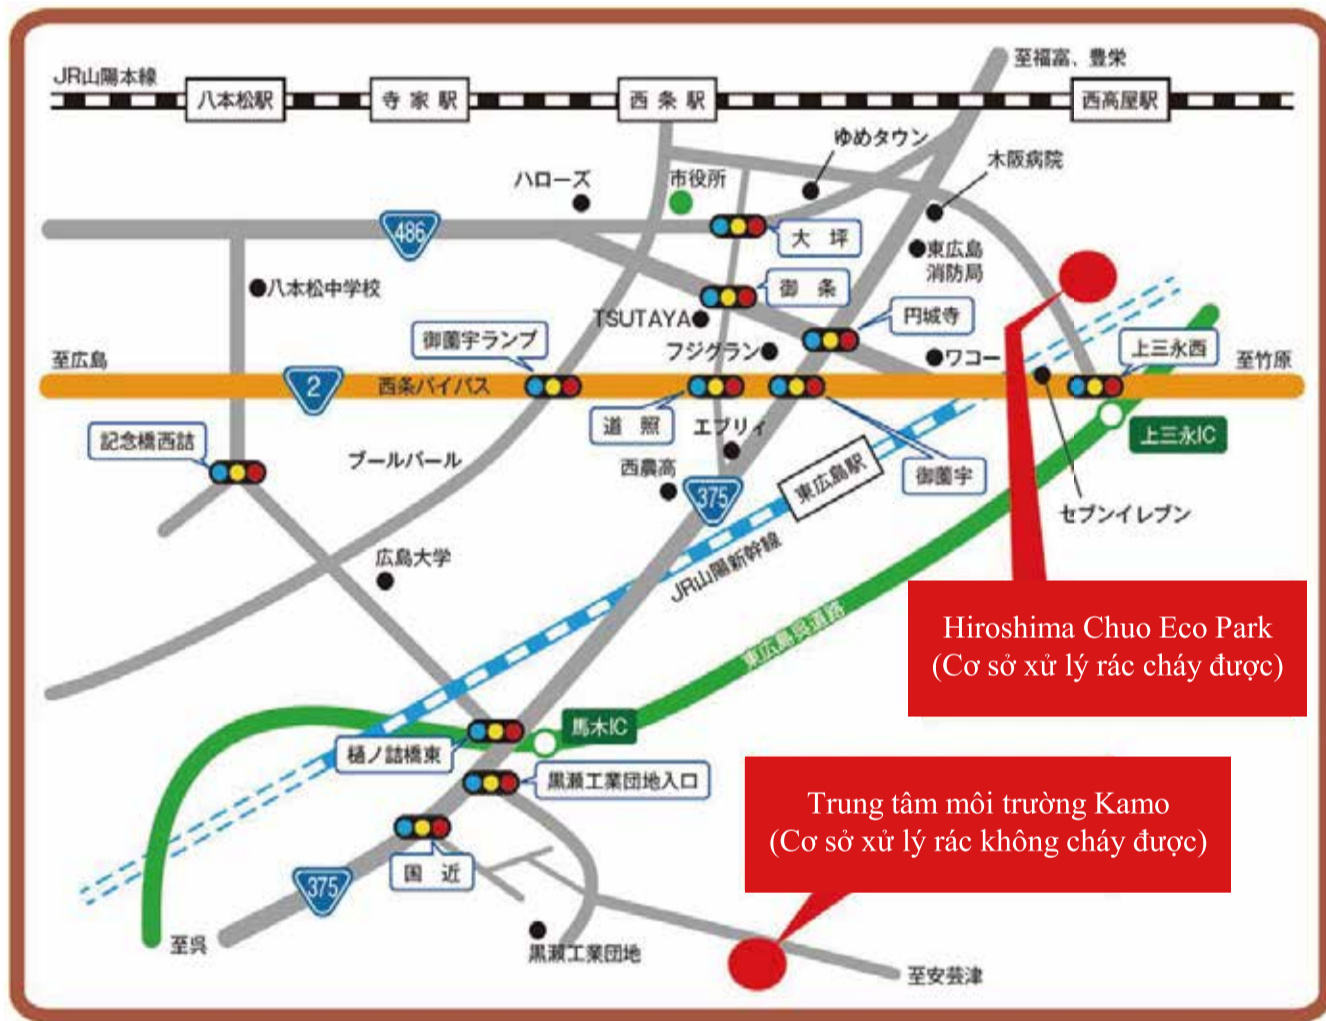 至福富、豊栄
JR山陽本線
八本松駅
寺家駅
西条駅
西高屋駅
ゆめタウン
木阪病院
ハローズ
市役所
486
大坪
東広島
消防局
八本松中学校
御条
TSUTAYA
円城寺
御薗宇ランプ
フジグラン
ワコー
上三永西
至広島
至竹原
2
西条バイパス
道照
エブリィ
上三永IC
記念橋西詰
ブールバール
西農高
東広島駅
御薗宇
375
セブンイレブン
広島大学
JR山陽新幹線
東広島呉道路
Hiroshima Chuo Eco Park
(Cơ sở xử lý rác cháy được)
馬木IC
樋ノ詰橋東
黒瀬工業団地入口
Trung tâm môi trường Kamo
(Cơ sở xử lý rác không cháy được)
国近
375
至呉
黒瀬工業団地
至安芸津